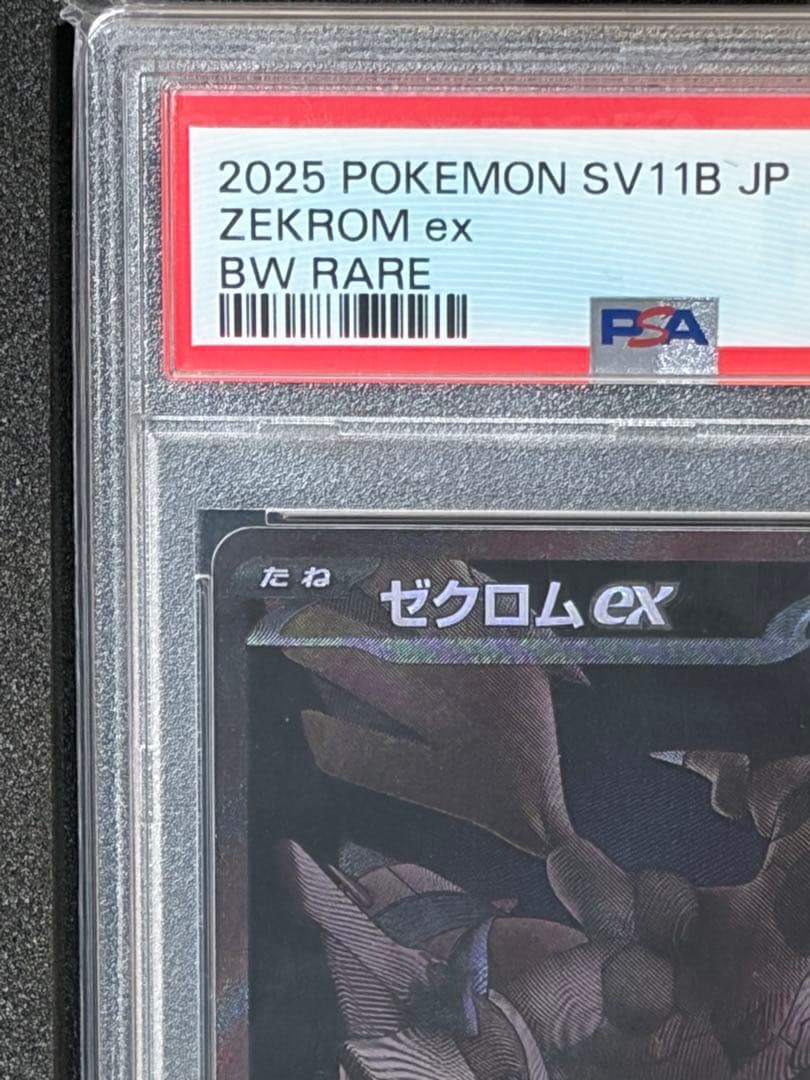 2025 POKEMON SV11B JP
ZEKROM ex
BW RARE
PSA
たね
ゼクロムex